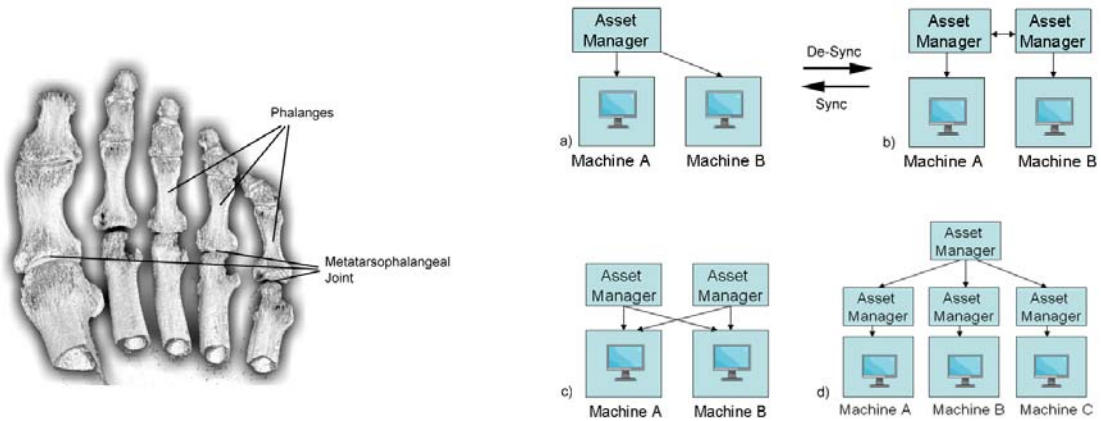 Phalanges
Metatarsophalangeal
Joint
Asset
Manager
De-Sync
Sync
Asset
Manager
Asset
Manager
a)
Machine A
Machine B
b)
Machine A
Machine B
Asset
Manager
Asset
Manager
c)
Machine A
Machine B
Asset
Manager
Asset
Manager
Asset
Manager
Asset
Manager
d)
Machine A
Machine B
Machine C